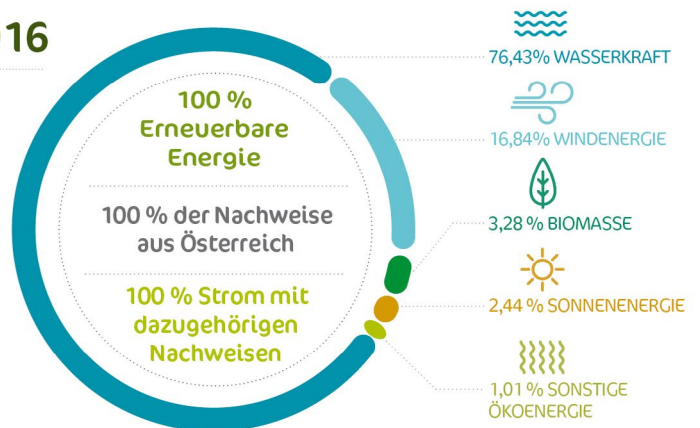 16
100 %
Erneuerbare
Energie
100 % der Nachweise
aus Österreich
100 % Strom mit
dazugehörigen
Nachweisen
76,43% WASSERKRAFT
16,84% WINDENERGIE
3,28 % BIOMASSE
2,44 % SONNENENERGIE
1,01 % SONSTIGE
ÖKOENERGIE